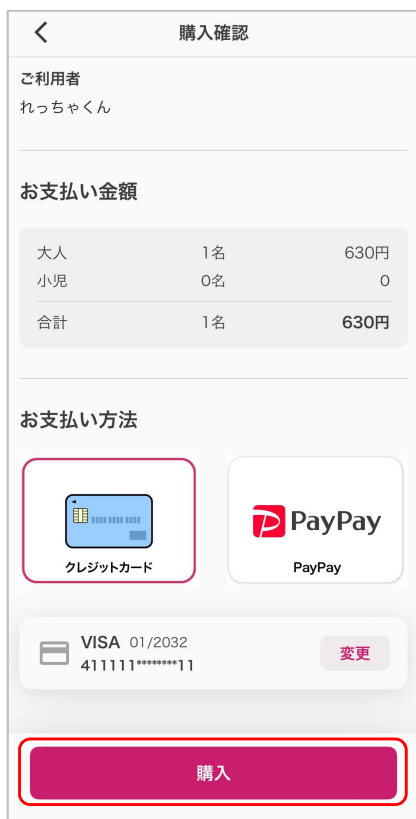 購入確認
ご利用者
れっちゃくん
お支払い金額
大人 1名 630円
小児 0名 0
合計 1名 630円
お支払い方法
PayPay
クレジットカード PayPay
VISA 01/2032
411111********11 変更
購入